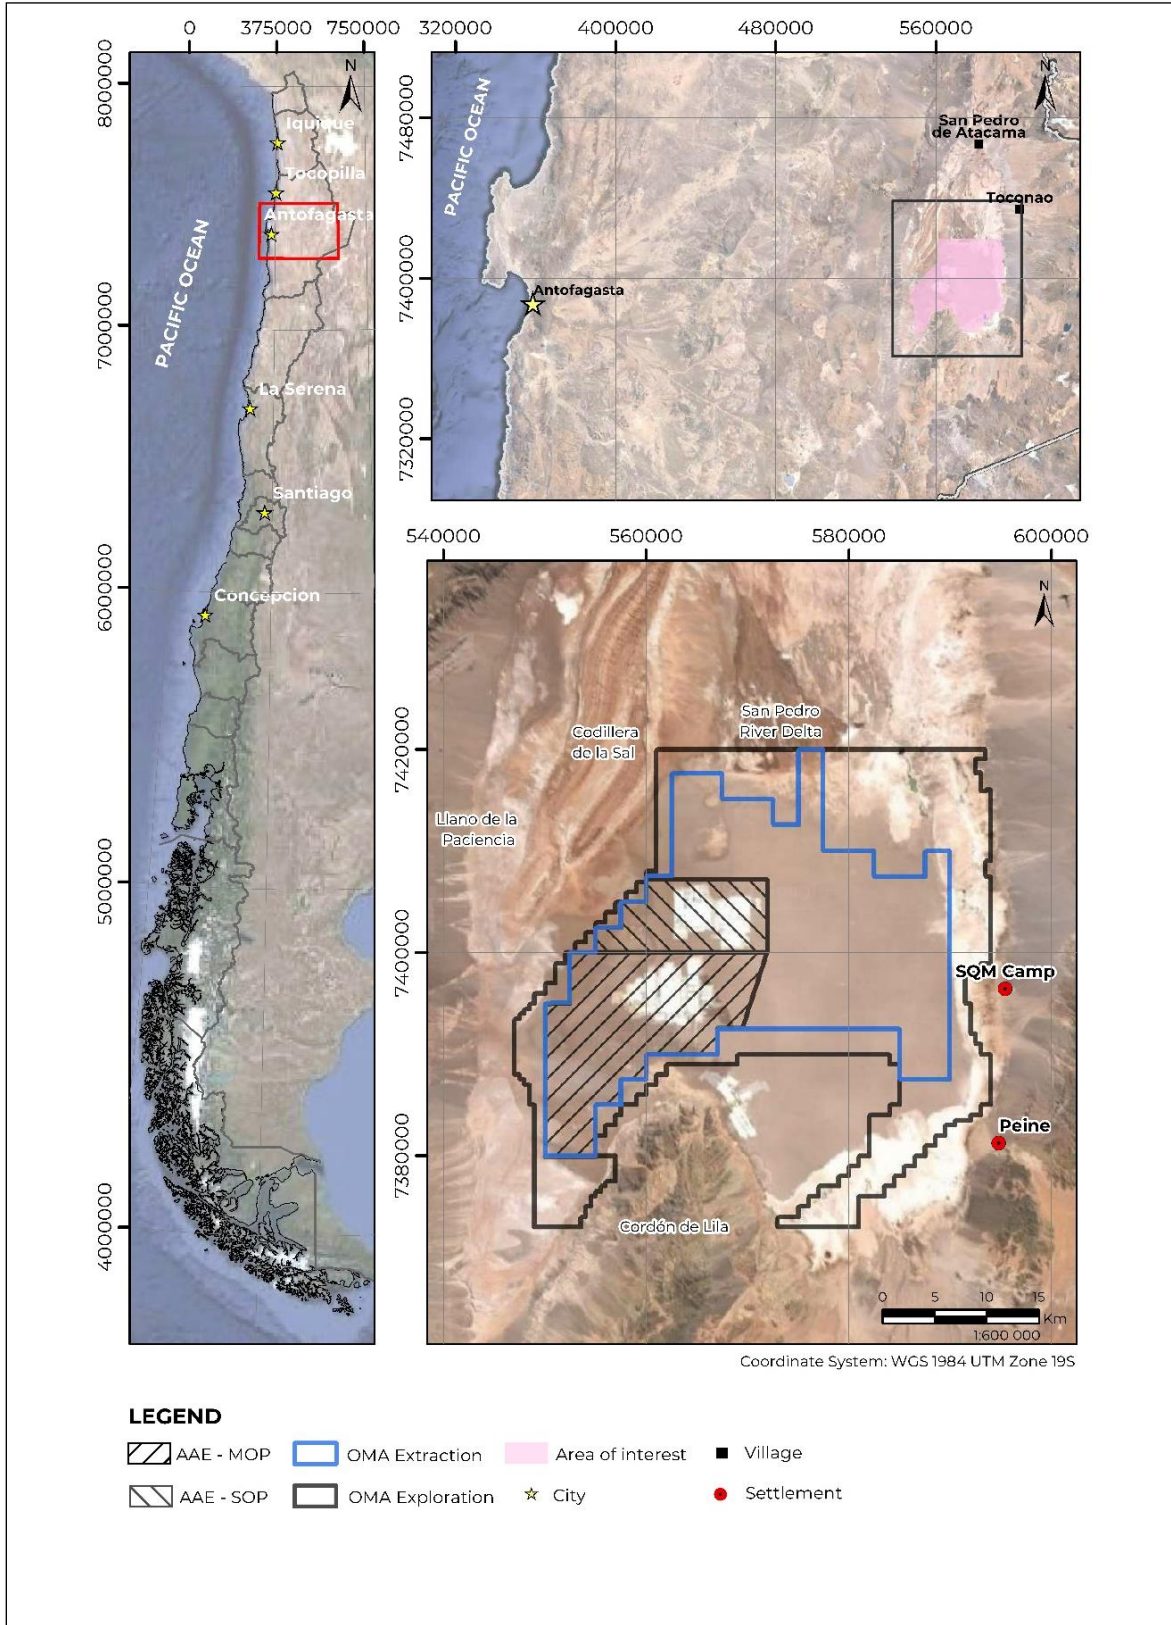 0 375000 750000
8000000
7000000
6000000
5000000
4000000
N
Iquique
Tocopilla
Antofagasta
PACIFIC OCEAN
La Serena
Santiago
Concepcion
320000 400000 480000 560000
7480000
7400000
7320000
N
PACIFIC OCEAN
San Pedro
de Atacama
Toconao
Antofagasta
540000 560000 580000 600000
7420000
7400000
7380000
N
San Pedro
River Delta
Codillera
de la Sal
Llano de la
Paciencia
SQM Camp
Peine
Cordón de Lila
0 5 10 15
Km
1:600 000
Coordinate System: WGS 1984 UTM Zone 19S
LEGEND
AAE - MOP
OMA Extraction
Area of interest
Village
AAE - SOP
OMA Exploration
City
Settlement